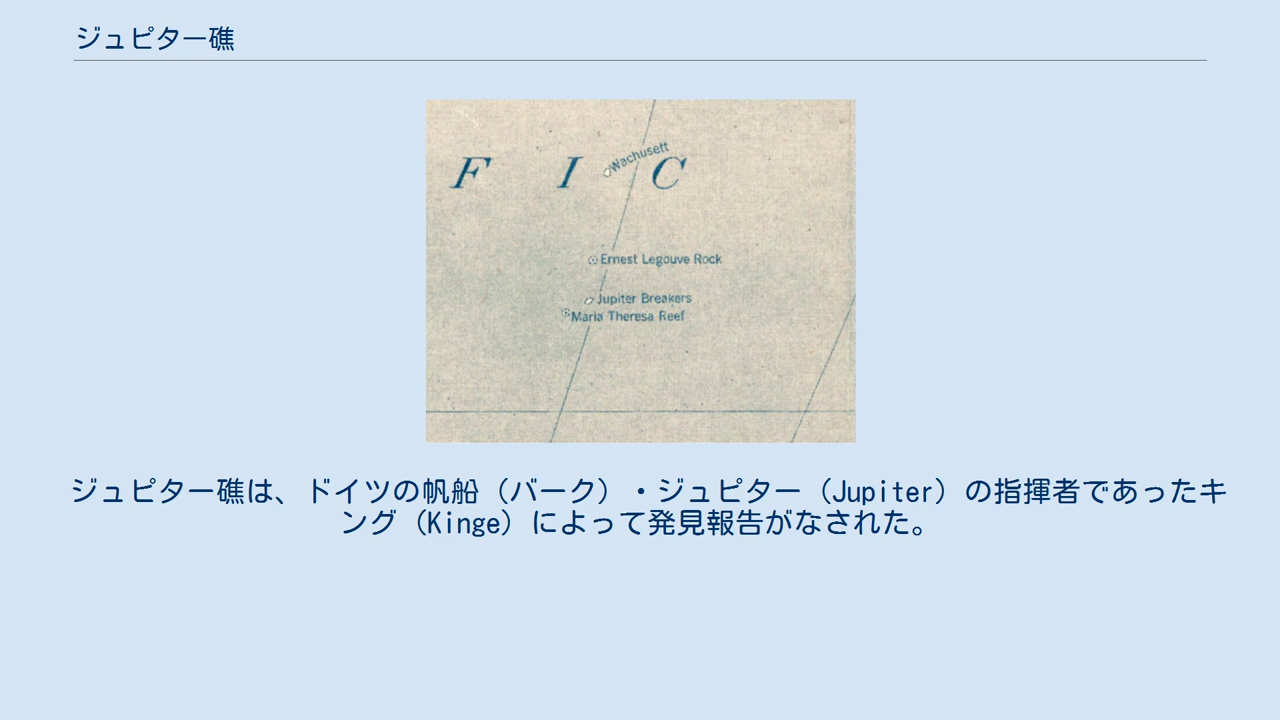 ジュピター礁
F I C
Wachusett
Ernest Legouve Rock
Jupiter Breakers
Maria Theresa Reef
ジュピター礁は、ドイツの帆船（バーク）・ジュピター（Jupiter）の指揮者であったキ
ング（Kinge）によって発見報告がなされた。